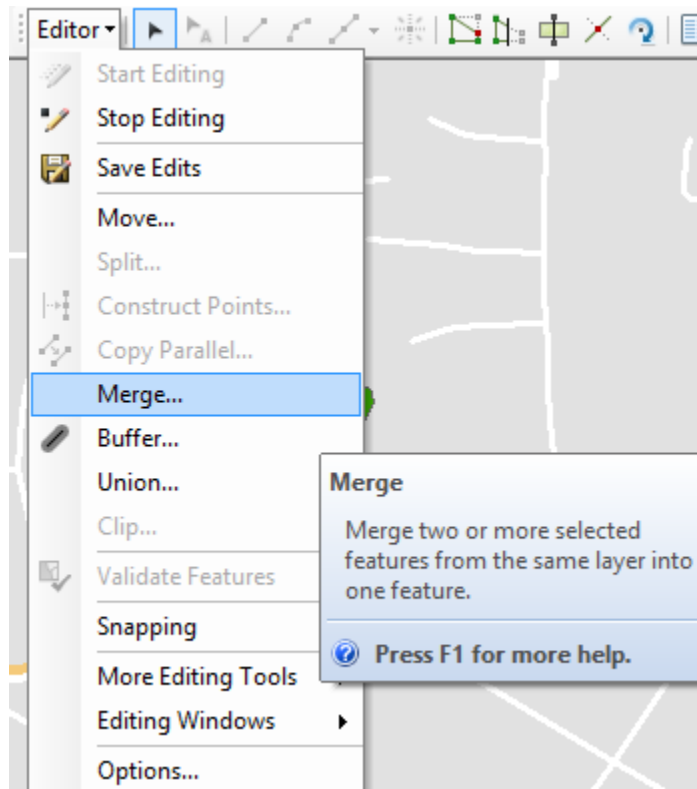 Editor
Start Editing
Stop Editing
Save Edits
Move...
Split...
Construct Points...
Copy Parallel...
Merge...
Buffer...
Union...
Clip...
Validate Features
Snapping
More Editing Tools
Editing Windows
Options...
Merge
Merge two or more selected
features from the same layer into
one feature.
Press F1 for more help.